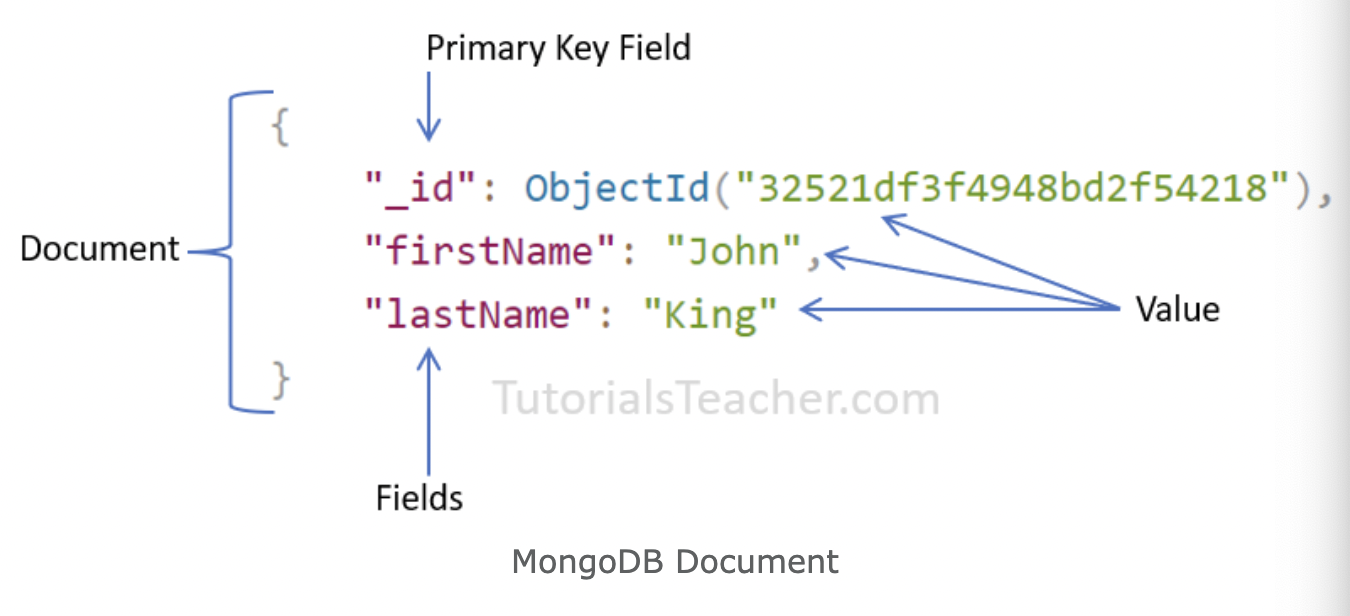 Primary Key Field
{
"_id": ObjectId("32521df3f4948bd2f54218"),
Document
"firstName": "John",
"lastName": "King"
Value
}
TutorialsTeacher.com
Fields
MongoDB Document